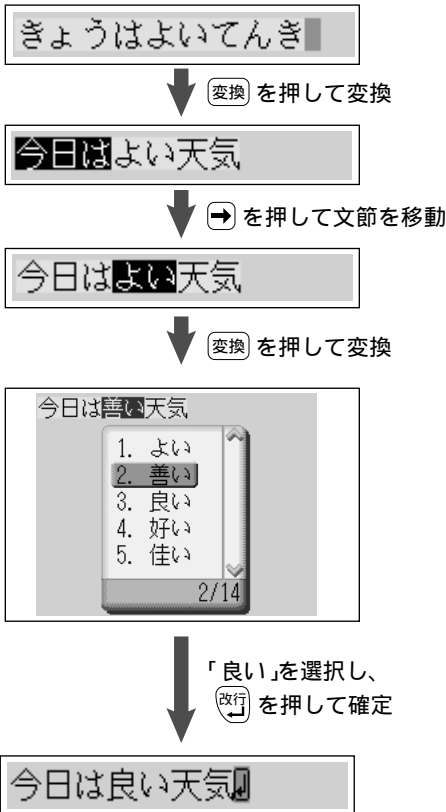 きょうはよいてんき
変換 を押して変換
今日はよい天気
➡ を押して文節を移動
今日はよい天気
変換 を押して変換
今日は善い天気
1. よい
2. 善い
3. 良い
4. 好い
5. 佳い
2/14
「良い」を選択し、
改行 を押して確定
今日は良い天気